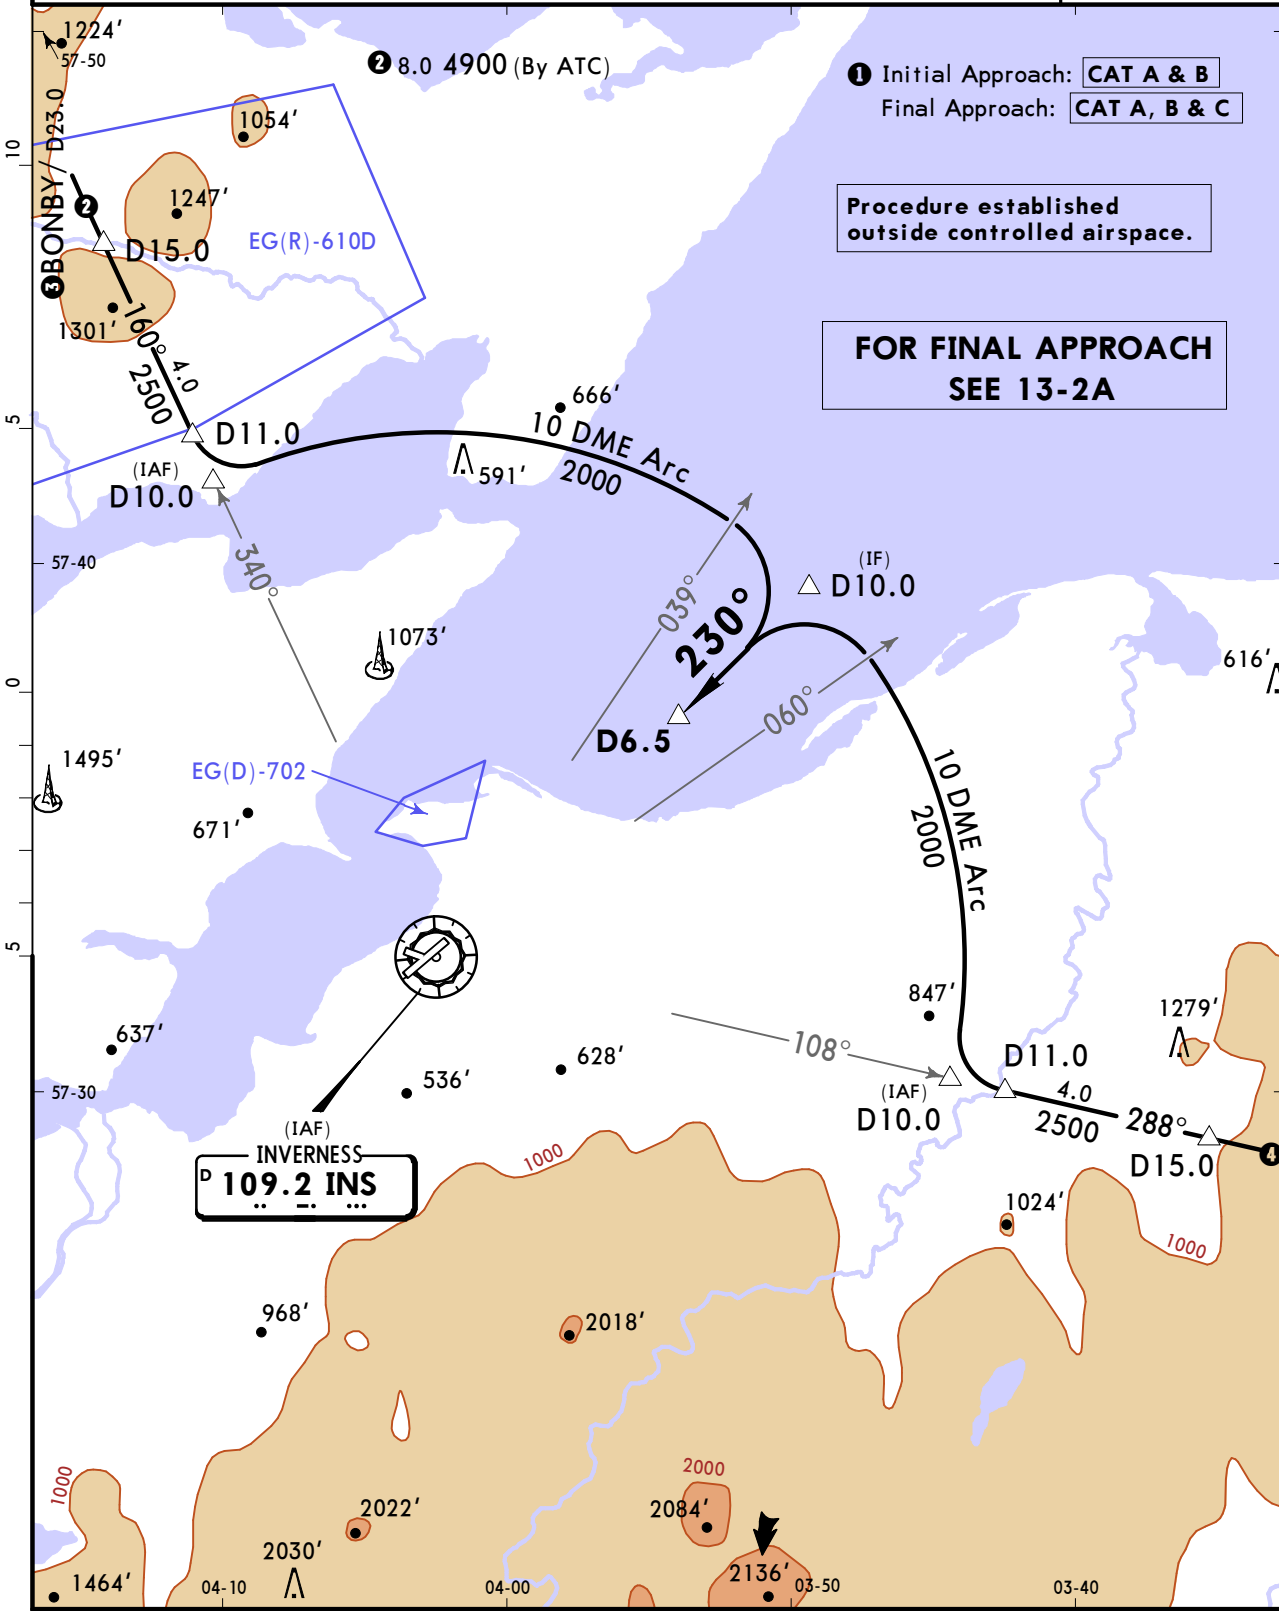 1224'
57-50
❷ 8.0 4900 (By ATC)
❶ Initial Approach: CAT A & B
Final Approach: CAT A, B & C
1054'
10
❸BONBY/ D23.0
❷
1247'
D15.0
EG(R)-610D
Procedure established
outside controlled airspace.
1301'
160°
4.0
2500
FOR FINAL APPROACH
SEE 13-2A
666'
5
D11.0
10 DME Arc
2000
591'
(IAF)
D10.0
340°
57-40
(IF)
D10.0
039°
230°
1073'
616'
0
060°
D6.5
1495'
EG(D)-702
671'
10 DME Arc
2000
5
847'
1279'
637'
108°
D11.0
628'
536'
57-30
(IAF)
D10.0
4.0
2500
288°
❹
D15.0
(IAF)
INVERNESS
D 109.2 INS
.. -. ...
1000
1024'
1000
968'
2018'
1000
2000
2022'
2084'
2030'
2136'
1464'
04-10
04-00
03-50
03-40